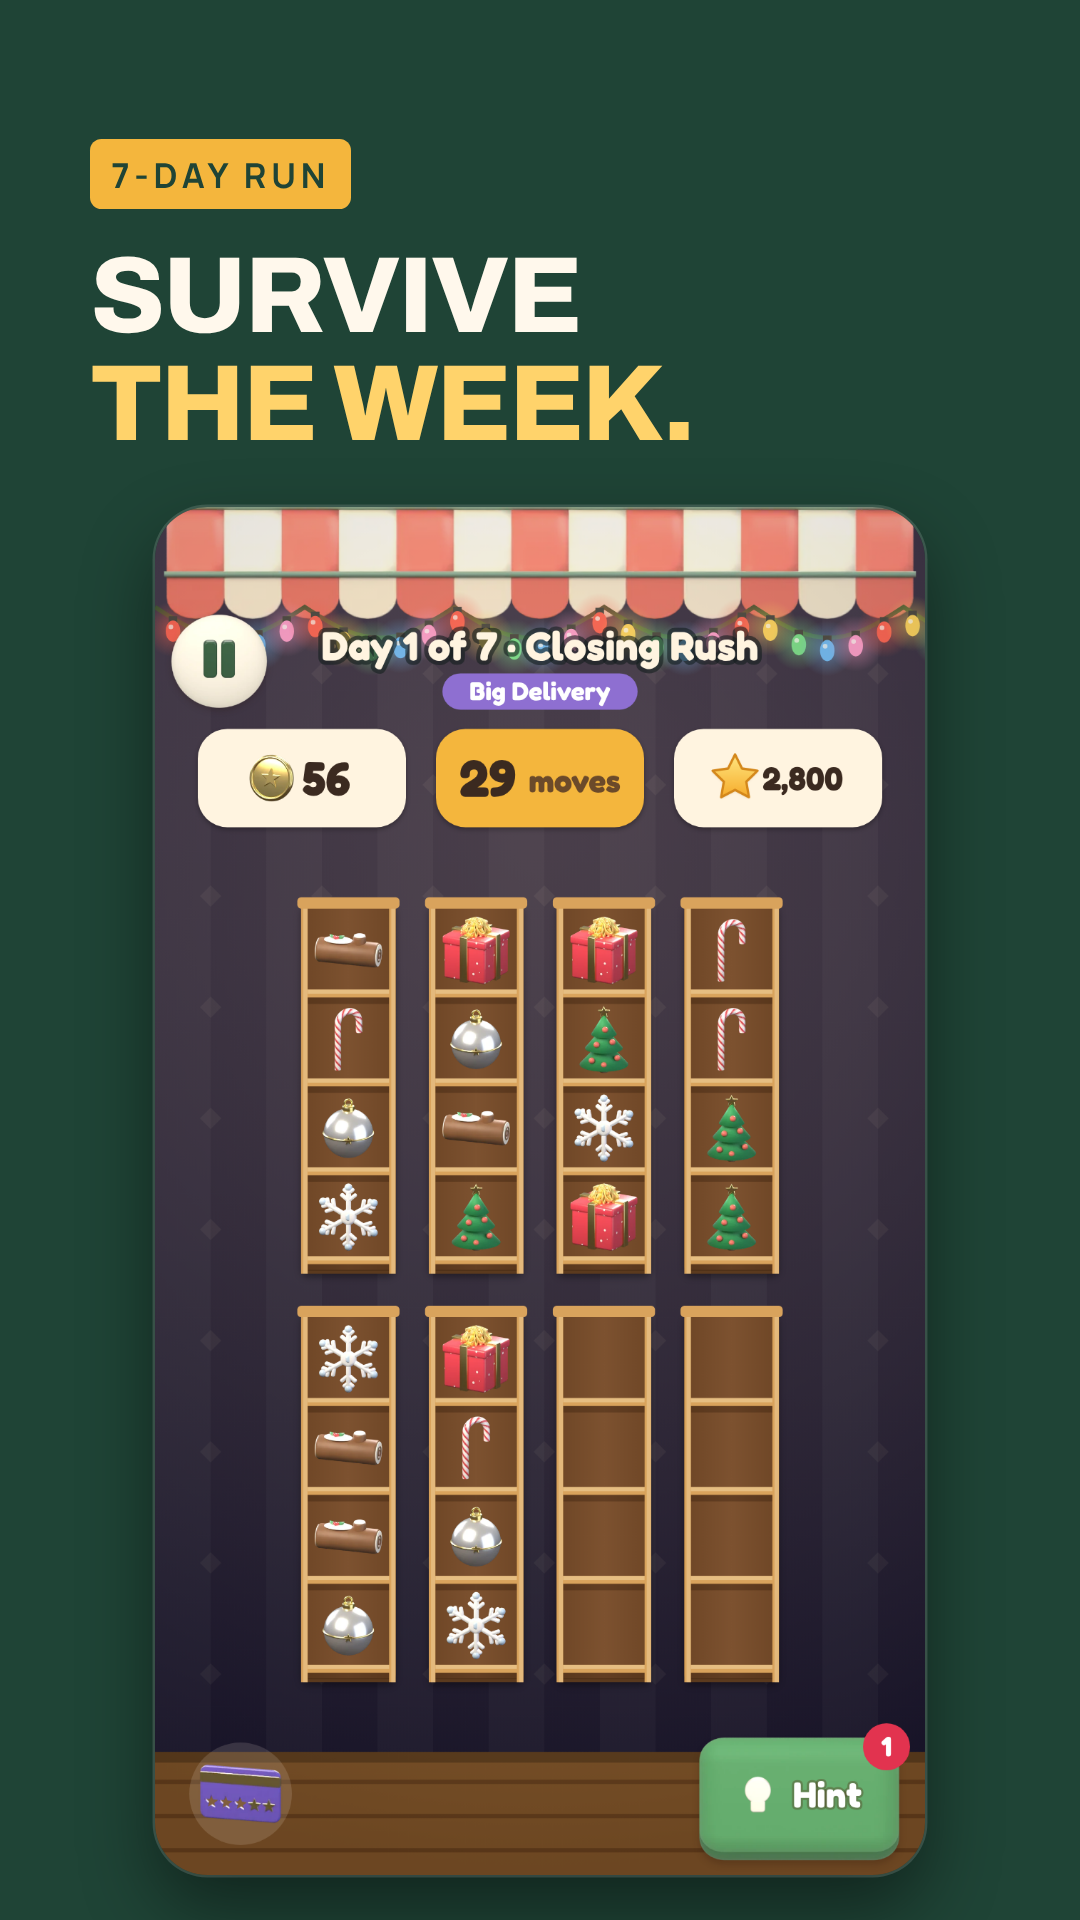 7-DAY RUN
SURVIVE
THE WEEK.
Day 1 of 7 · Closing Rush
Big Delivery
56
29 moves
2,800
1
Hint